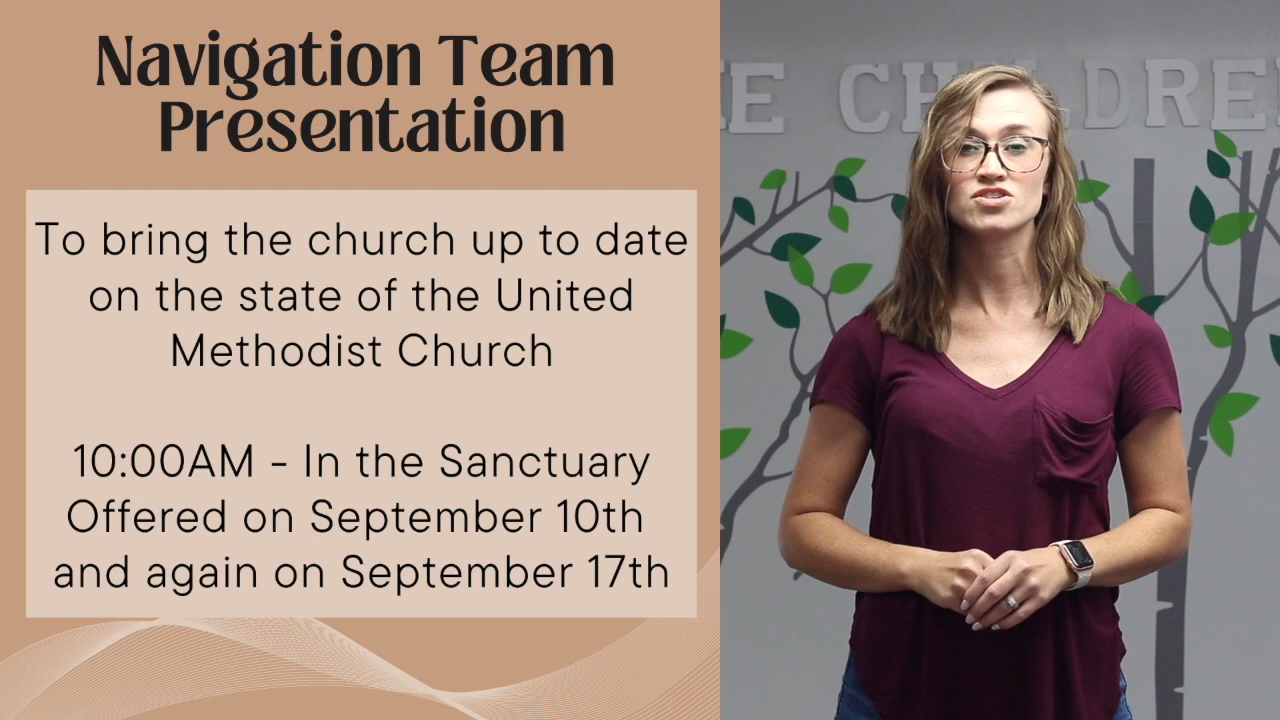 Navigation Team
Presentation
To bring the church up to date
on the state of the United
Methodist Church
10:00AM - In the Sanctuary
Offered on September 10th
and again on September 17th